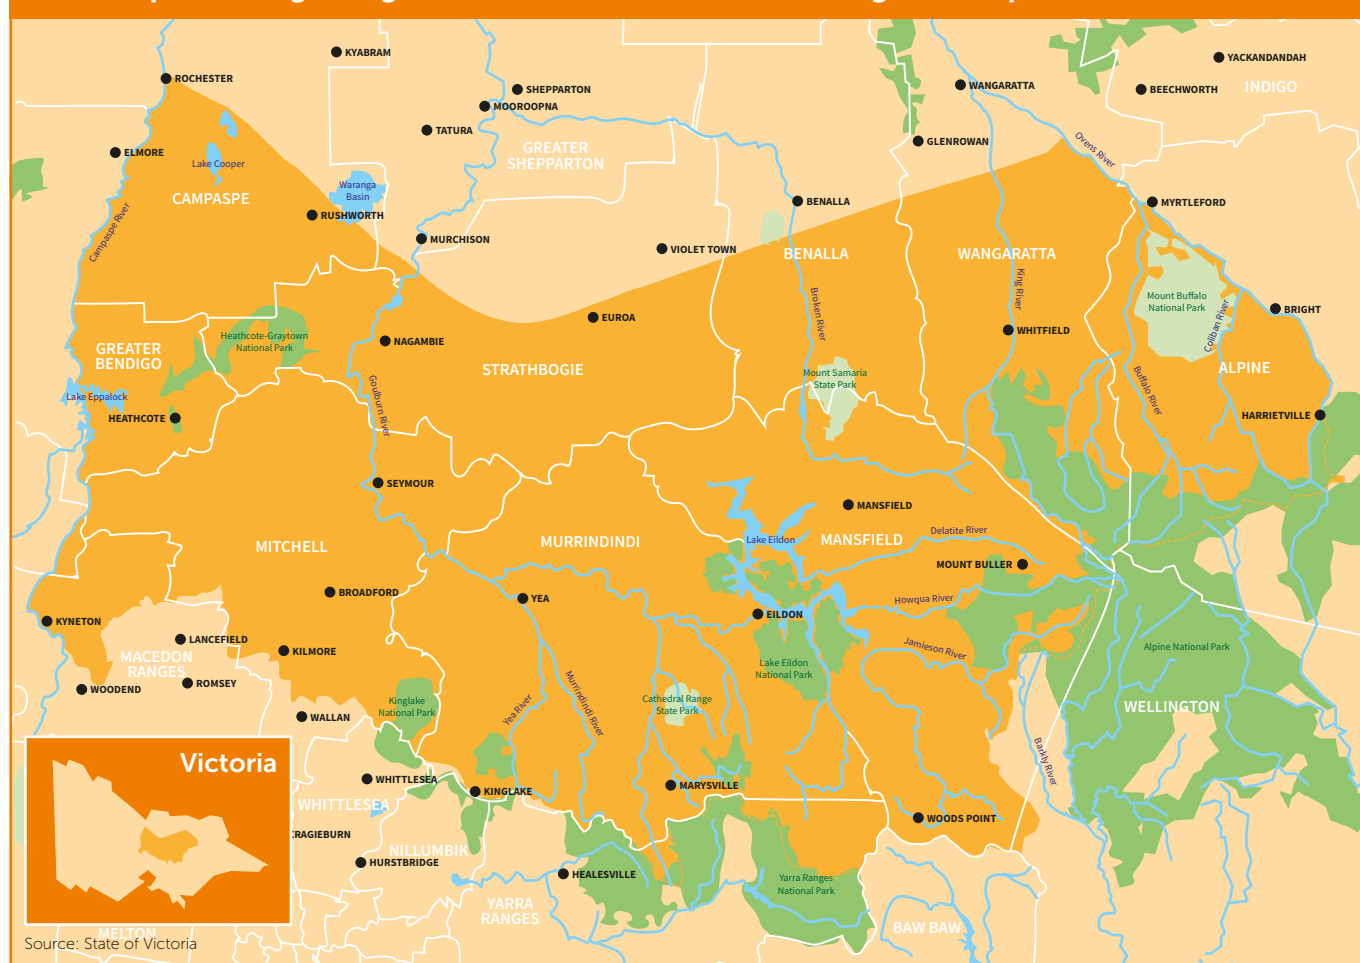 KYABRAM
YACKANDANDAH
ROCHESTER
SHEPPARTON
WANGARATTA
BEECHWORTH
INDIGO
MOOROOPNA
TATURA
GLENROWAN
GREATER
SHEPPARTON
Ovens River
ELMORE
Lake Cooper
CAMPASPE
Waranga
Basin
RUSHWORTH
BENALLA
MYRTLEFORD
Campaspe River
MURCHISON
VIOLET TOWN
BENALLA
WANGARATTA
King River
Mount Buffalo
National Park
Broken River
EUROA
BRIGHT
Coliban River
WHITFIELD
Heathcote-Graytown
National Park
NAGAMBIE
GREATER
BENDIGO
STRATHBOGIE
Mount Samaria
State Park
ALPINE
Buffalo River
Lake Eppalock
Goulburn River
HEATHCOTE
HARRIETVILLE
SEYMOUR
MANSFIELD
Delatite River
MITCHELL
MURRINDINDI
Lake Eildon
MANSFIELD
MOUNT BULLER
BROADFORD
YEA
Howqua River
EILDON
KYNETON
LANCEFIELD
KILMORE
Jamieson River
Alpine National Park
MACEDON
RANGES
Lake Eildon
National Park
ROMSEY
WOODEND
Kinglake
National Park
Yea River
Murrindindi River
Cathedral Range
State Park
WELLINGTON
WALLAN
Barkly River
Victoria
WHITTLESEA
KINGLAKE
MARYSVILLE
WHITTLESEA
WOODS POINT
CRAIGIEBURN
NILLUMBIK
HURSTBRIDGE
HEALESVILLE
Yarra Ranges
National Park
YARRA
RANGES
BAW BAW
MELTON
Source: State of Victoria